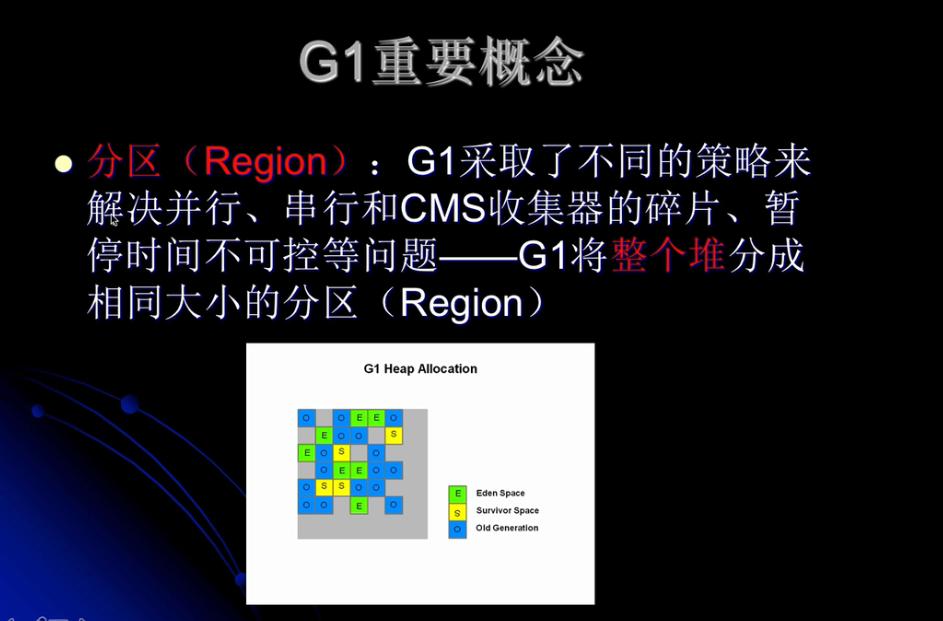 G1重要概念
分区（Region）：G1采取了不同的策略来
解决并行、串行和CMS收集器的碎片、暂
停时间不可控等问题——G1将整个堆分成
相同大小的分区（Region）
G1 Heap Allocation
O O E E O
E O O S
E O S O
O E E O O
O S S O O
O O E O
E Eden Space
S Survivor Space
O Old Generation